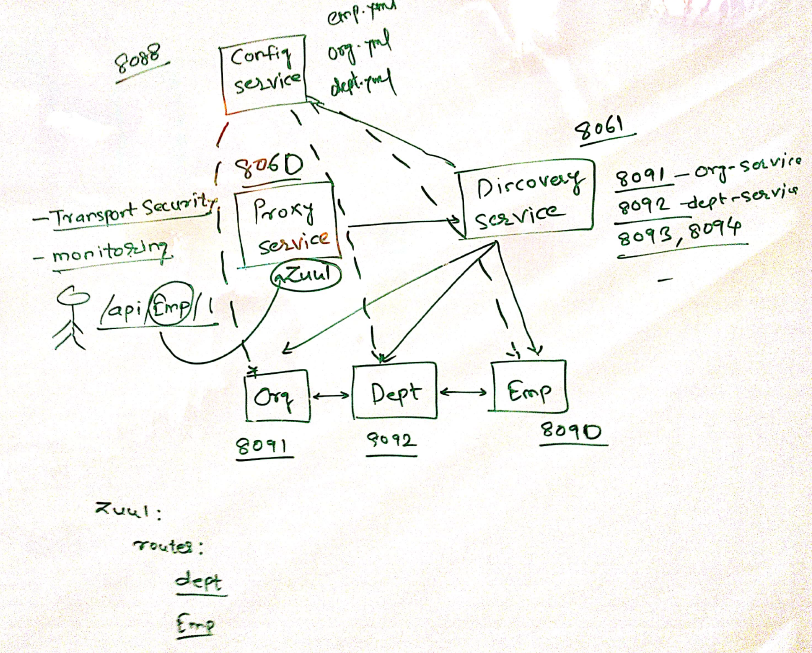 emp.yml
8088
Config
service
org.yml
dept.yml
8061
8060
Discovery
service
8091 - org-service
8092 - dept-servic
8093, 8094
-
- Transport Security
- monitoring
Proxy
service
Zuul
/api/Emp/1
Org
Dept
Emp
8091
8092
8090
Zuul:
routes:
dept
Emp